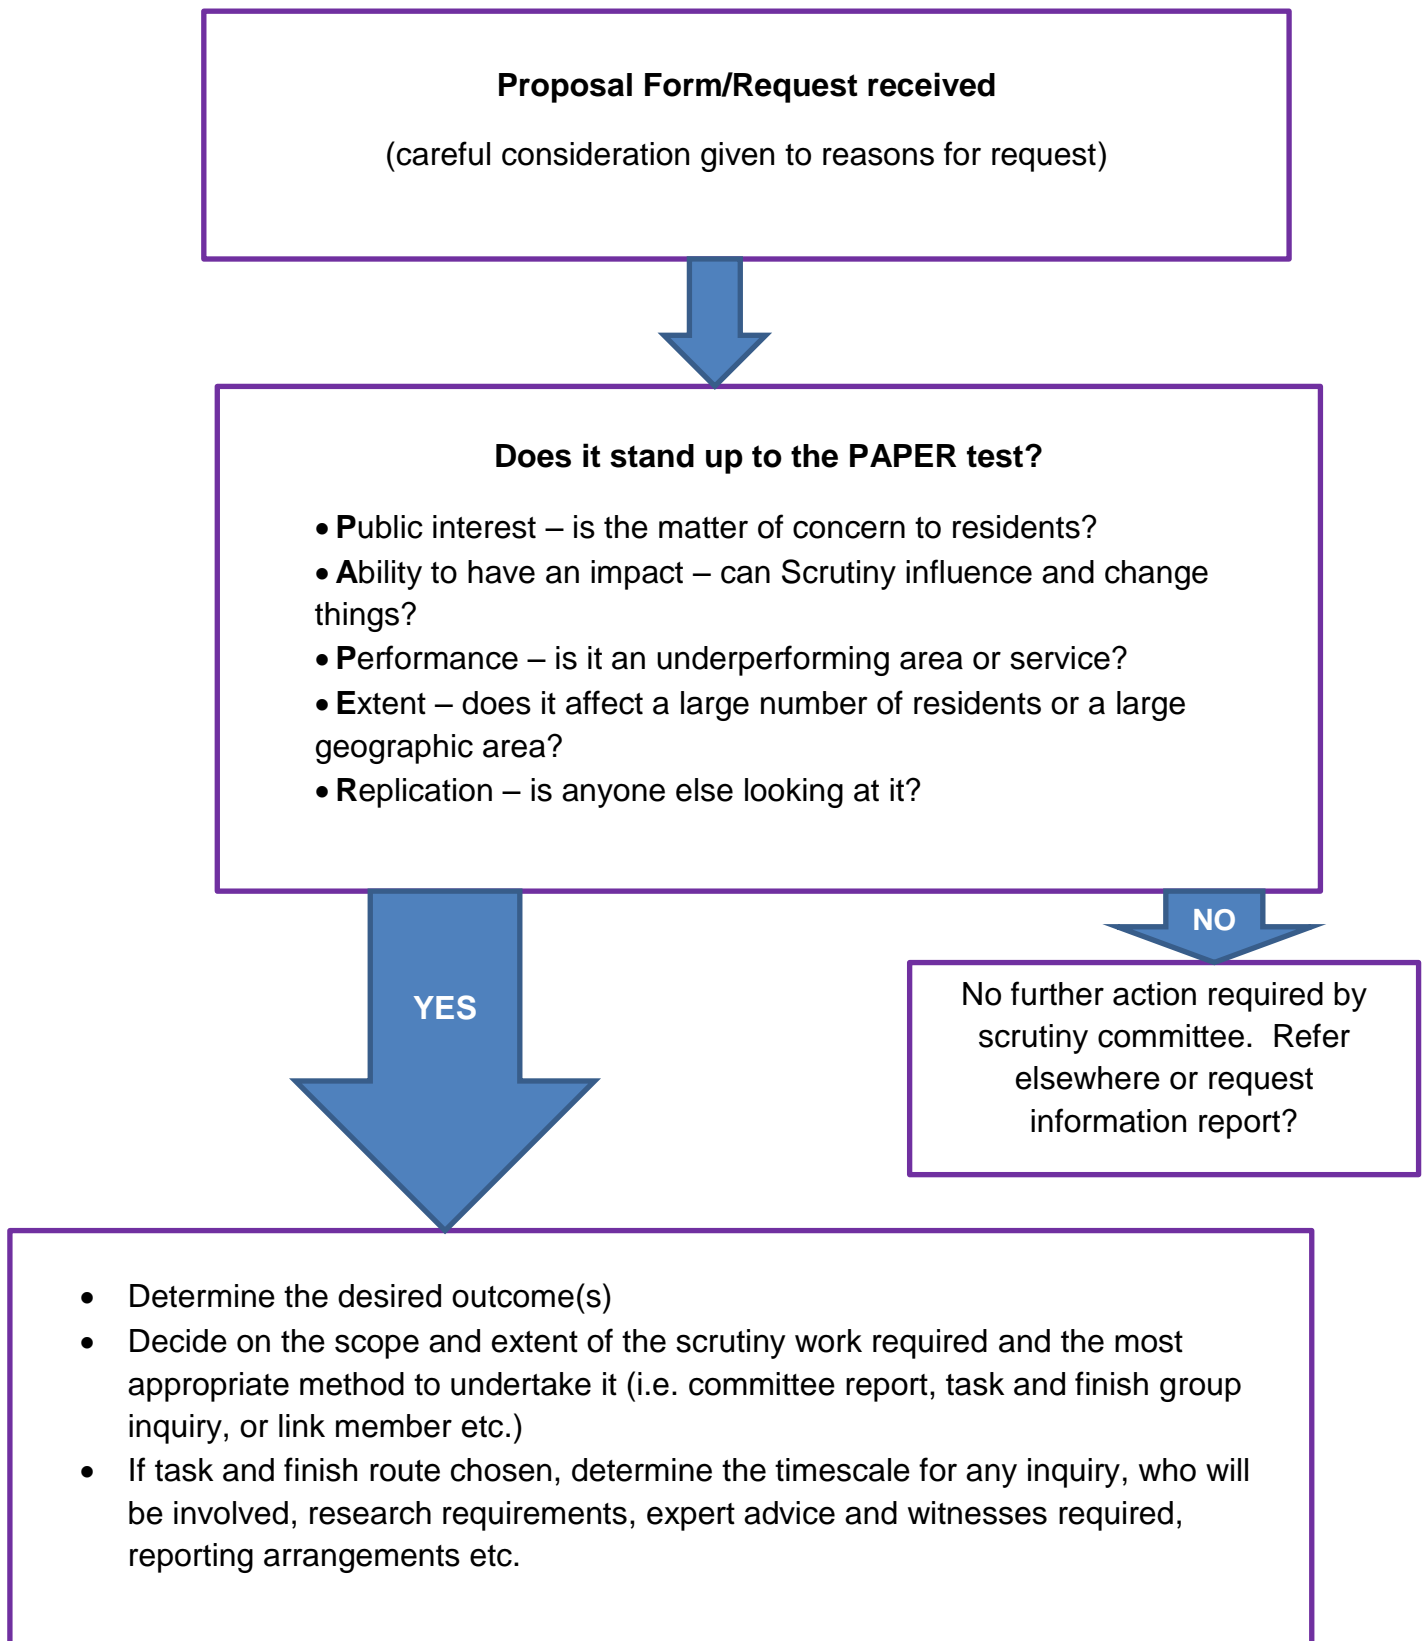 Proposal Form/Request received
(careful consideration given to reasons for request)
Does it stand up to the PAPER test?
• Public interest – is the matter of concern to residents?
• Ability to have an impact – can Scrutiny influence and change
things?
• Performance – is it an underperforming area or service?
• Extent – does it affect a large number of residents or a large
geographic area?
• Replication – is anyone else looking at it?
NO
YES
No further action required by
scrutiny committee.  Refer
elsewhere or request
information report?
• Determine the desired outcome(s)
• Decide on the scope and extent of the scrutiny work required and the most
appropriate method to undertake it (i.e. committee report, task and finish group
inquiry, or link member etc.)
• If task and finish route chosen, determine the timescale for any inquiry, who will
be involved, research requirements, expert advice and witnesses required,
reporting arrangements etc.